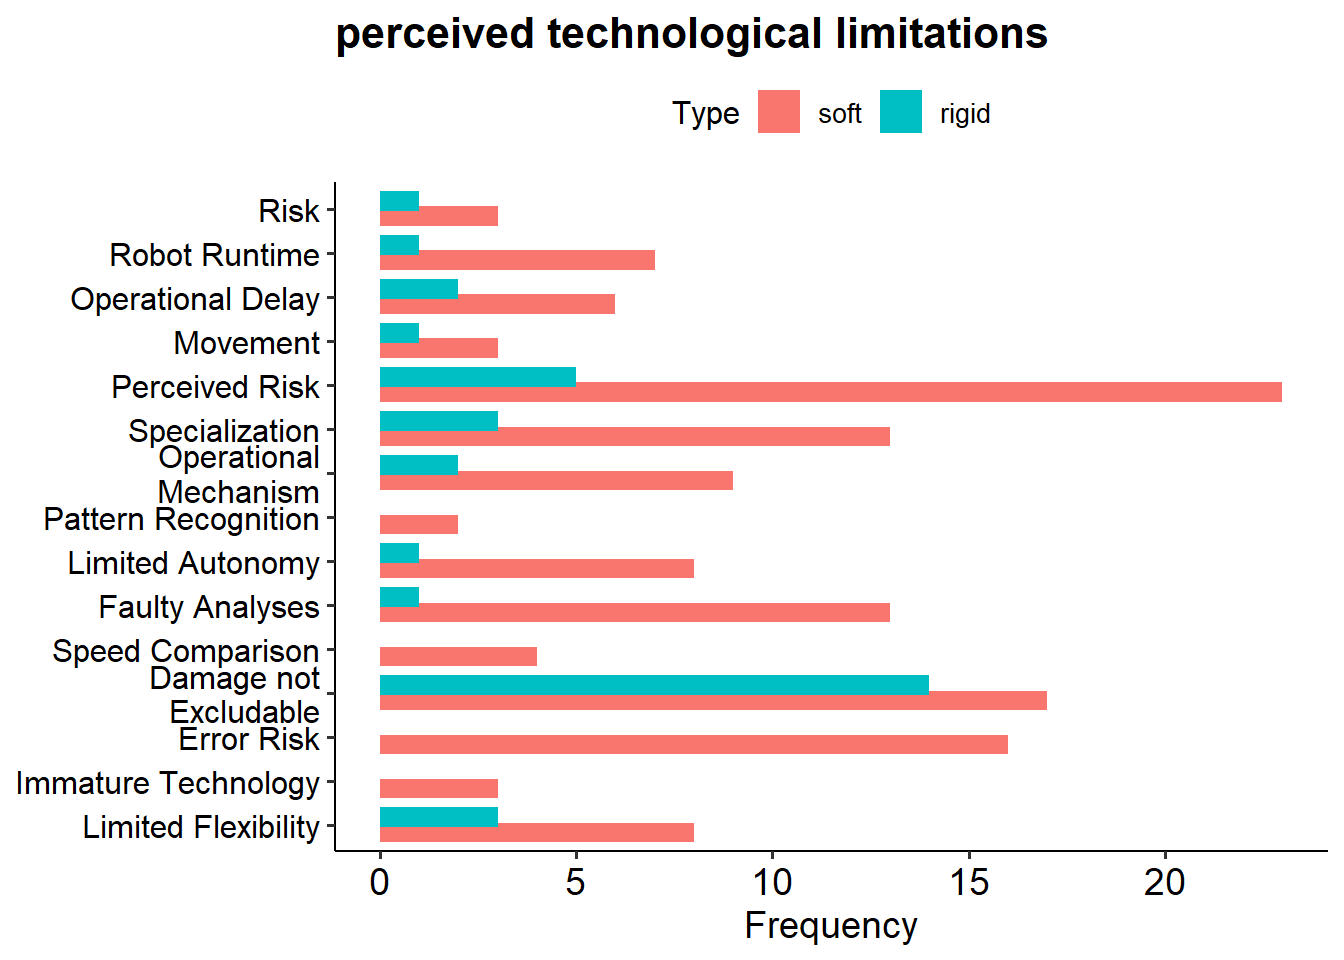 perceived technological limitations
Type soft rigid
Risk
Robot Runtime
Operational Delay
Movement
Perceived Risk
Specialization
Operational
Mechanism
Pattern Recognition
Limited Autonomy
Faulty Analyses
Speed Comparison
Damage not
Excludable
Error Risk
Immature Technology
Limited Flexibility
0 5 10 15 20
Frequency